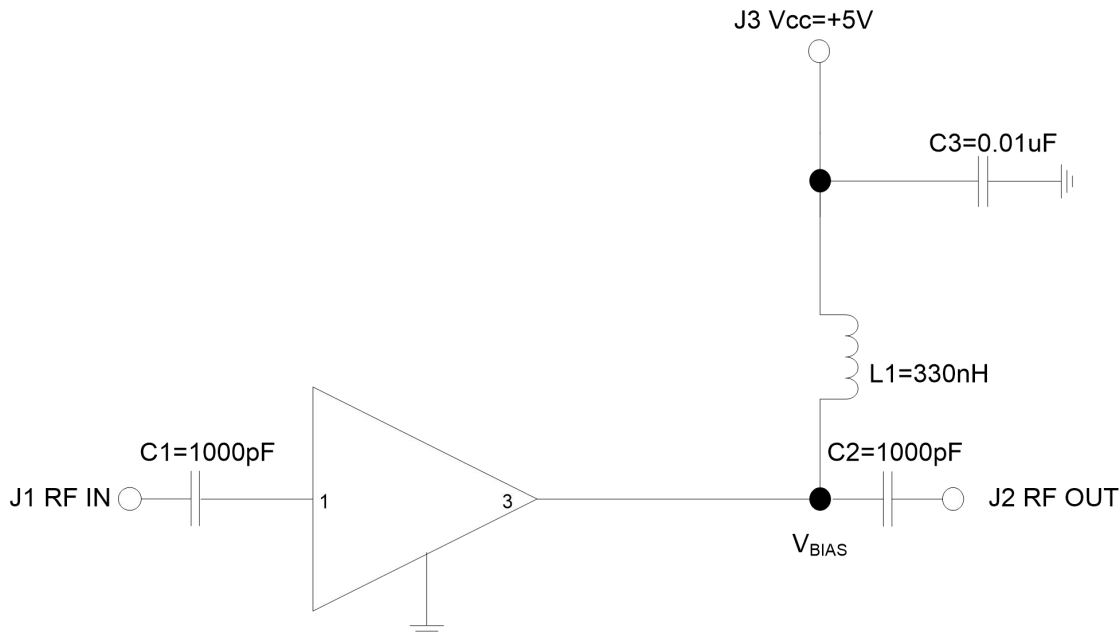 J3 Vcc=+5V
C3=0.01uF
L1=330nH
C1=1000pF
C2=1000pF
J1 RF IN
1
3
J2 RF OUT
VBIAS